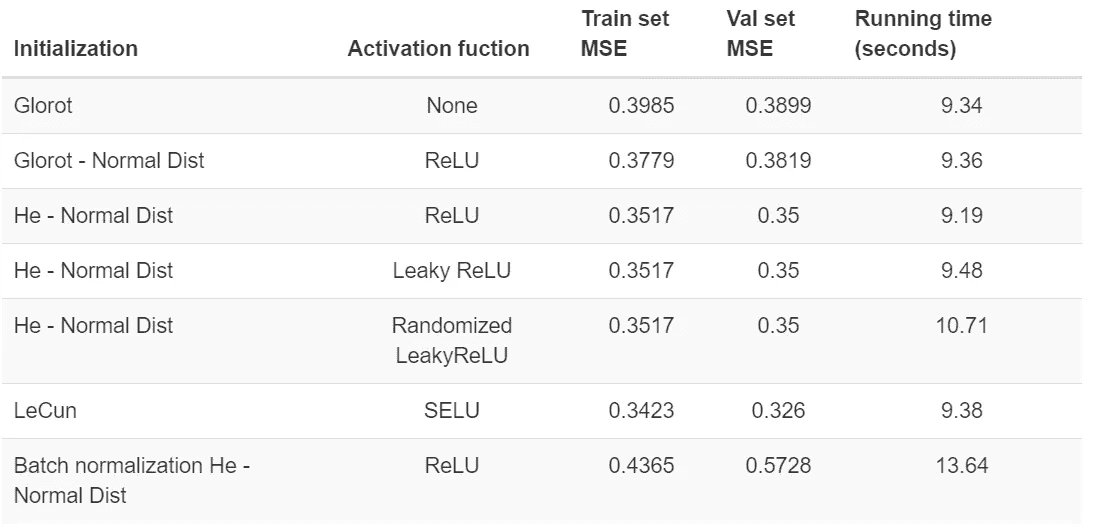 Initialization Activation fuction Train set MSE Val set MSE Running time (seconds)
Glorot None 0.3985 0.3899 9.34
Glorot - Normal Dist ReLU 0.3779 0.3819 9.36
He - Normal Dist ReLU 0.3517 0.35 9.19
He - Normal Dist Leaky ReLU 0.3517 0.35 9.48
He - Normal Dist Randomized LeakyReLU 0.3517 0.35 10.71
LeCun SELU 0.3423 0.326 9.38
Batch normalization He - Normal Dist ReLU 0.4365 0.5728 13.64